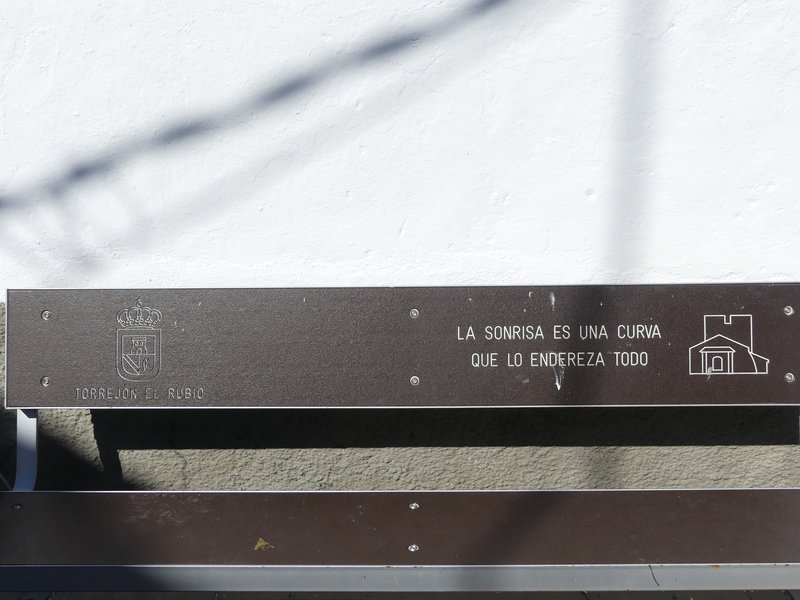 TORREJÓN EL RUBIO
LA SONRISA ES UNA CURVA
QUE LO ENDEREZA TODO